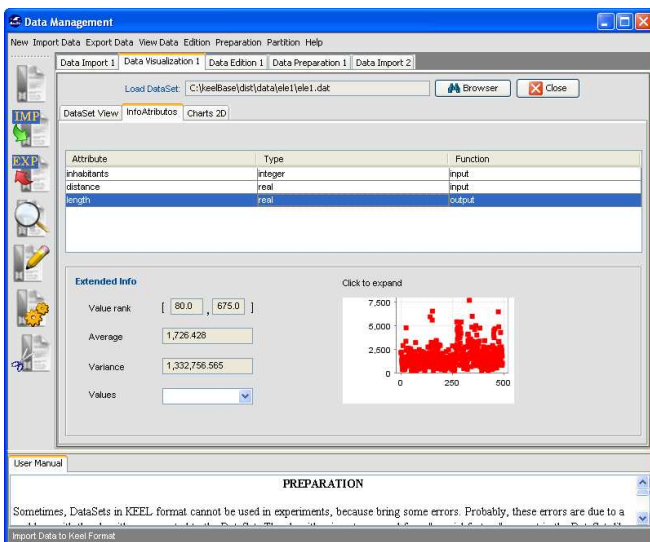 Data Management
New Import Data Export Data View Data Edition Preparation Partition Help
Data Import 1 Data Visualization 1 Data Edition 1 Data Preparation 1 Data Import 2
Load DataSet: C:\keelBase\dist\data\ele1\ele1.dat Browser Close
DataSet View InfoAtributos Charts 2D
IMP
EXP
Attribute Type Function
inhabitants integer input
distance real input
length real output
Extended Info
Click to expand
Value rank [ 80.0 , 675.0 ]
Average 1,726.428
Variance 1,332,756.565
Values
7,500
5,000
2,500
0
0 250 500
User Manual
PREPARATION
Sometimes, DataSets in KEEL format cannot be used in experiments, because bring some errors. Probably, these errors are due to a
Import Data to Keel Format